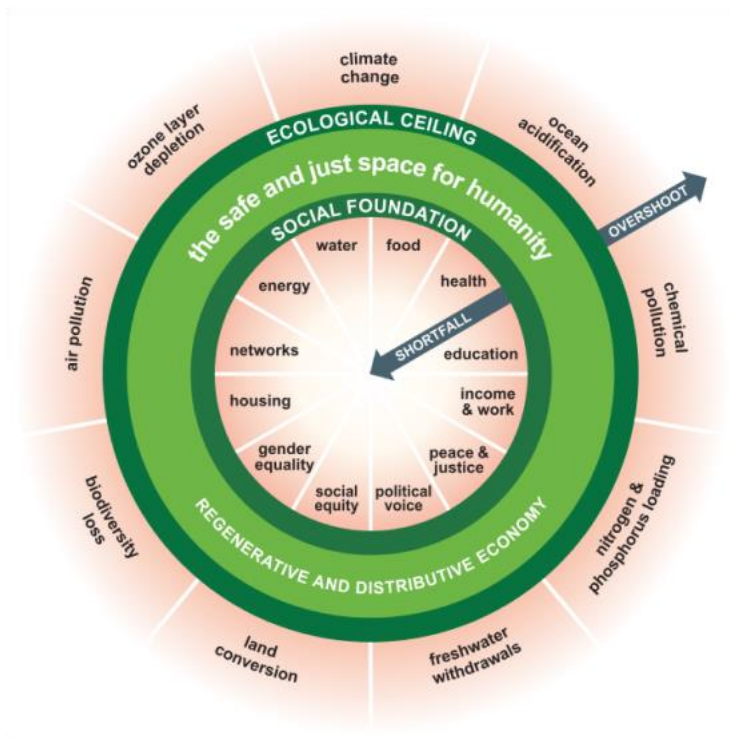 climate
change
ozone layer
depletion
ocean
acidification
ECOLOGICAL CEILING
the safe and just space for humanity
OVERSHOOT
SOCIAL FOUNDATION
water
food
energy
health
SHORTFALL
air pollution
chemical
pollution
networks
education
housing
income
& work
gender
equality
peace &
justice
social
equity
political
voice
biodiversity
loss
nitrogen &
phosphorus loading
REGENERATIVE AND DISTRIBUTIVE ECONOMY
land
conversion
freshwater
withdrawals